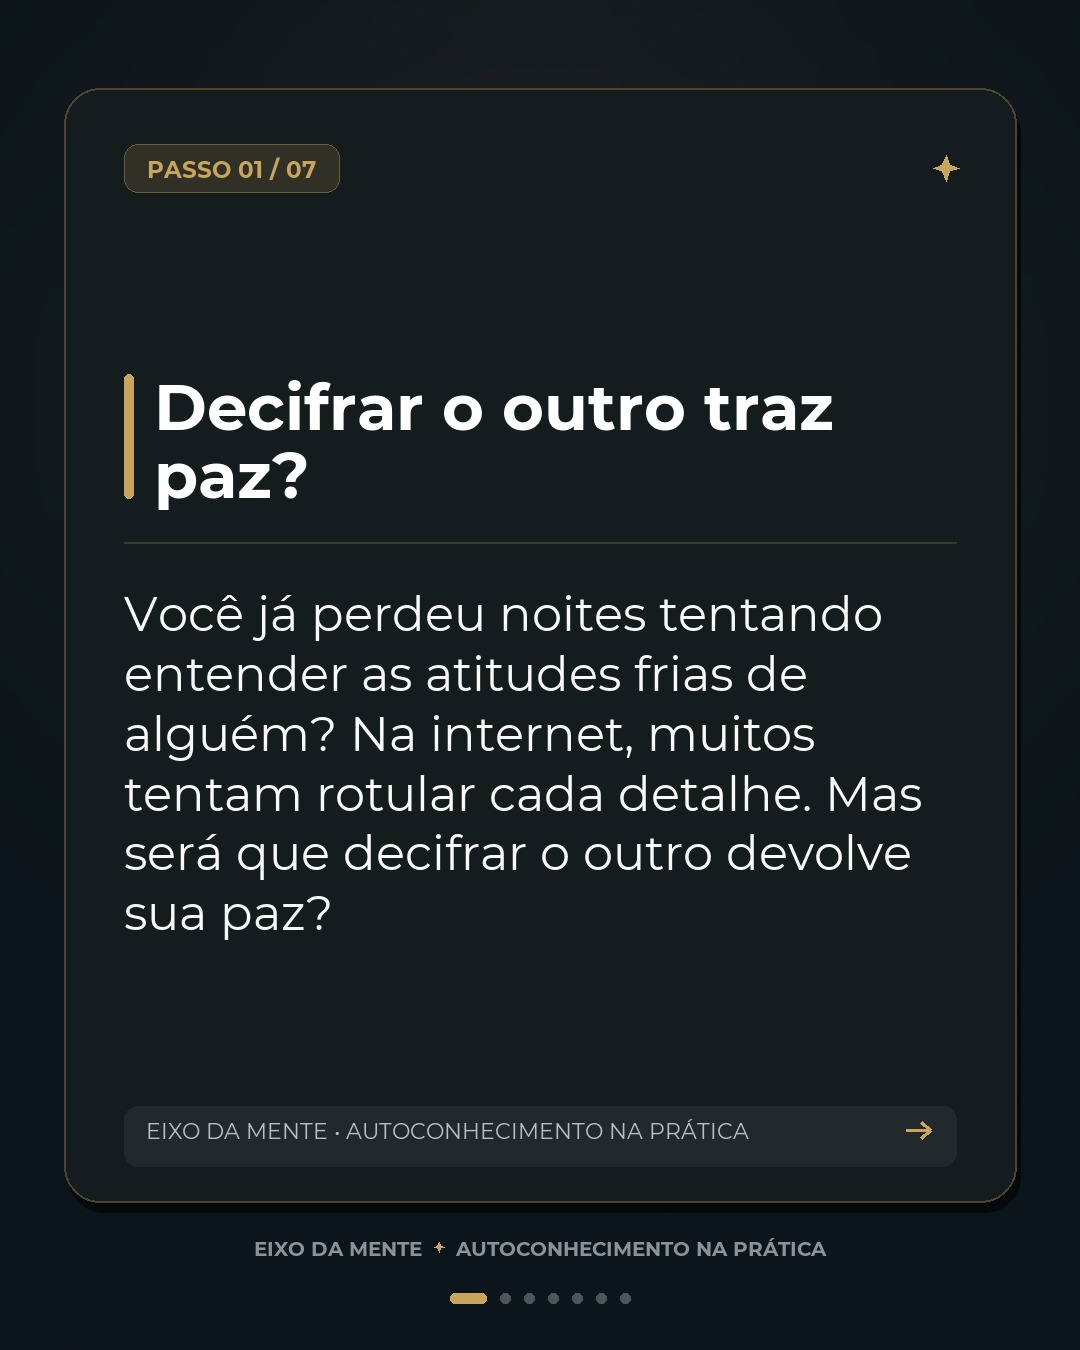 PASSO 01 / 07
Decifrar o outro traz
paz?
Você já perdeu noites tentando
entender as atitudes frias de
alguém? Na internet, muitos
tentam rotular cada detalhe. Mas
será que decifrar o outro devolve
sua paz?
EIXO DA MENTE • AUTOCONHECIMENTO NA PRÁTICA
EIXO DA MENTE ✦ AUTOCONHECIMENTO NA PRÁTICA